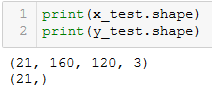 1 print(x_test.shape)
2 print(y_test.shape)
(21, 160, 120, 3)
(21,)